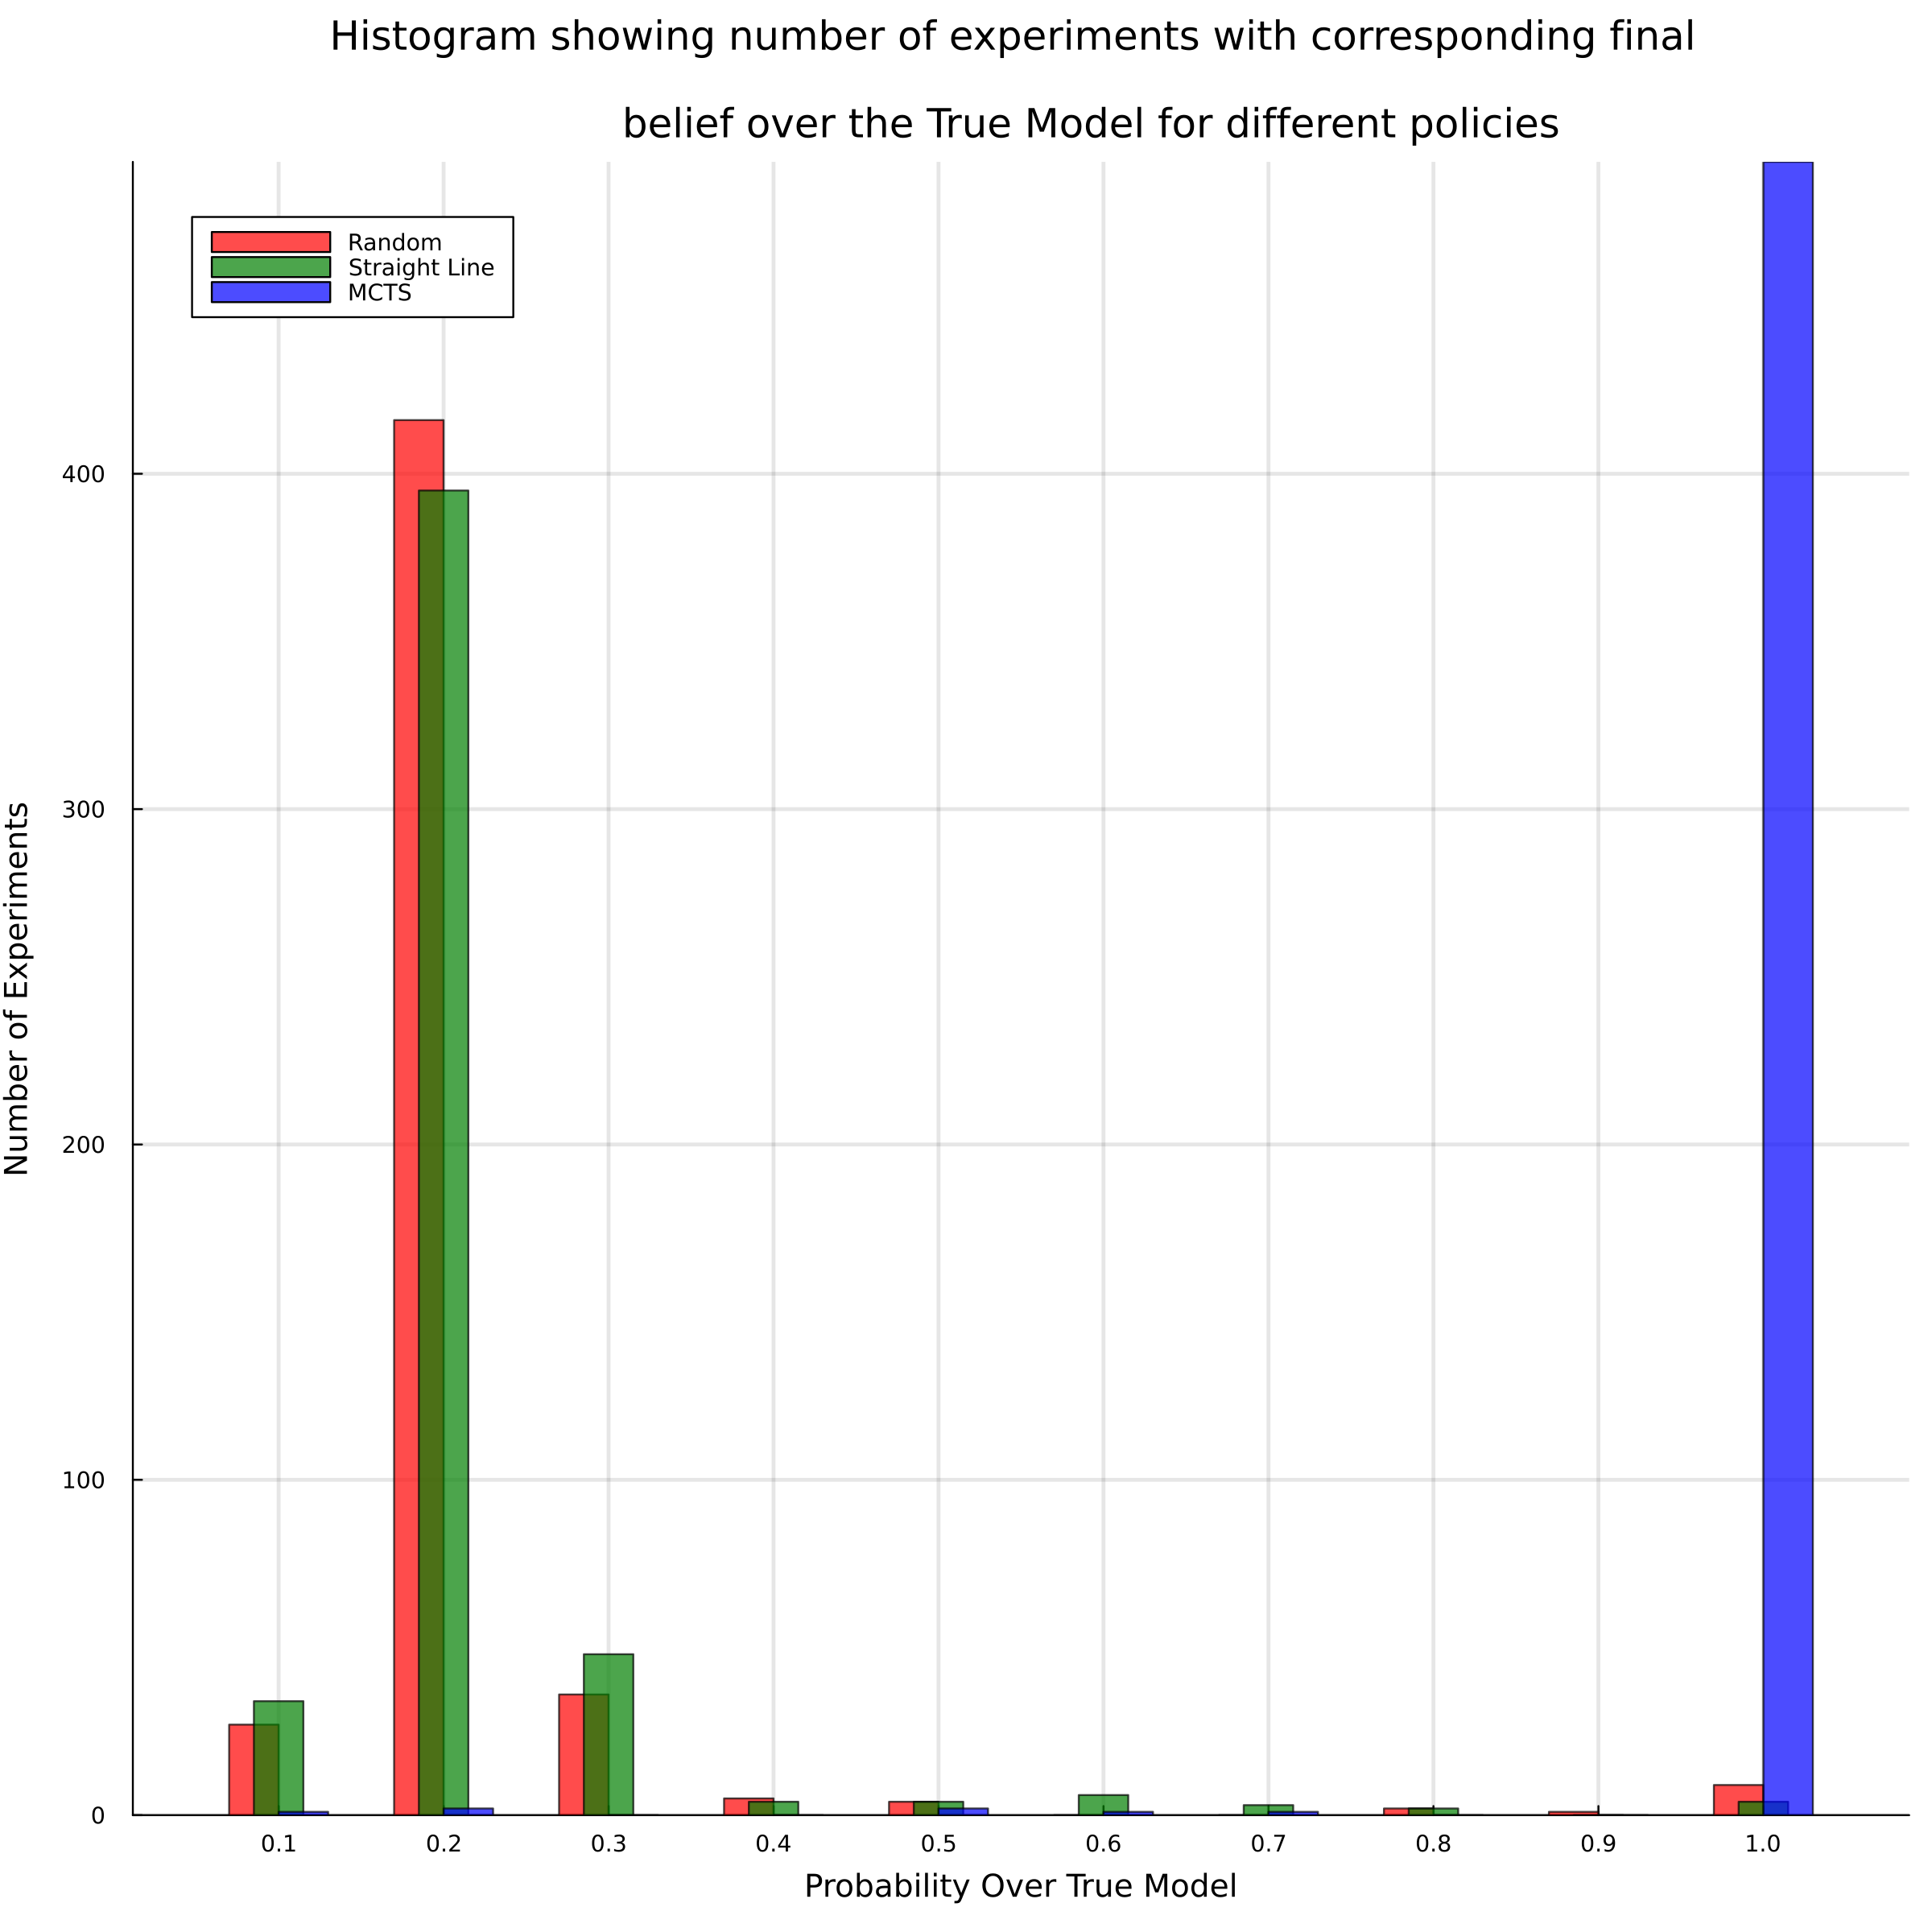 Histogram showing number of experiments with corresponding final
belief over the True Model for different policies
Random
Straight Line
MCTS
400
300
200
100
0
Number of Experiments
0.1 0.2 0.3 0.4 0.5 0.6 0.7 0.8 0.9 1.0
Probability Over True Model